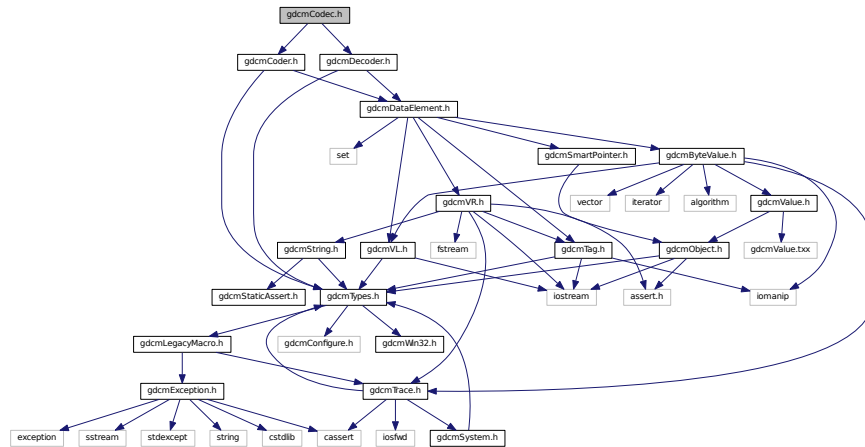 gdcmCodec.h
gdcmCoder.h
gdcmDecoder.h
gdcmDataElement.h
set
gdcmSmartPointer.h
gdcmByteValue.h
gdcmVR.h
vector
iterator
algorithm
gdcmValue.h
gdcmString.h
gdcmVL.h
fstream
gdcmTag.h
gdcmObject.h
gdcmValue.txx
gdcmStaticAssert.h
gdcmTypes.h
iostream
assert.h
iomanip
gdcmLegacyMacro.h
gdcmConfigure.h
gdcmWin32.h
gdcmException.h
gdcmTrace.h
exception
sstream
stdexcept
string
cstdlib
cassert
iosfwd
gdcmSystem.h